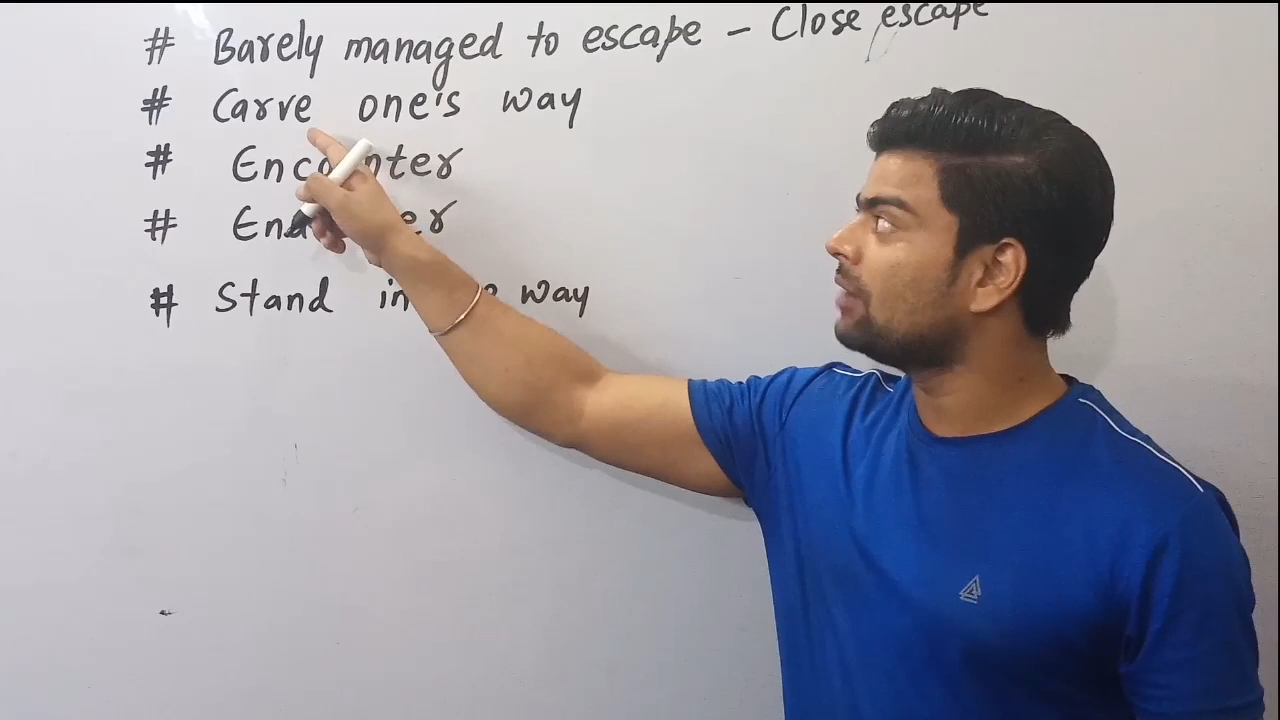 # Barely managed to escape - Close escape
# Carve one's way
# Encounter
#
# Stand in way